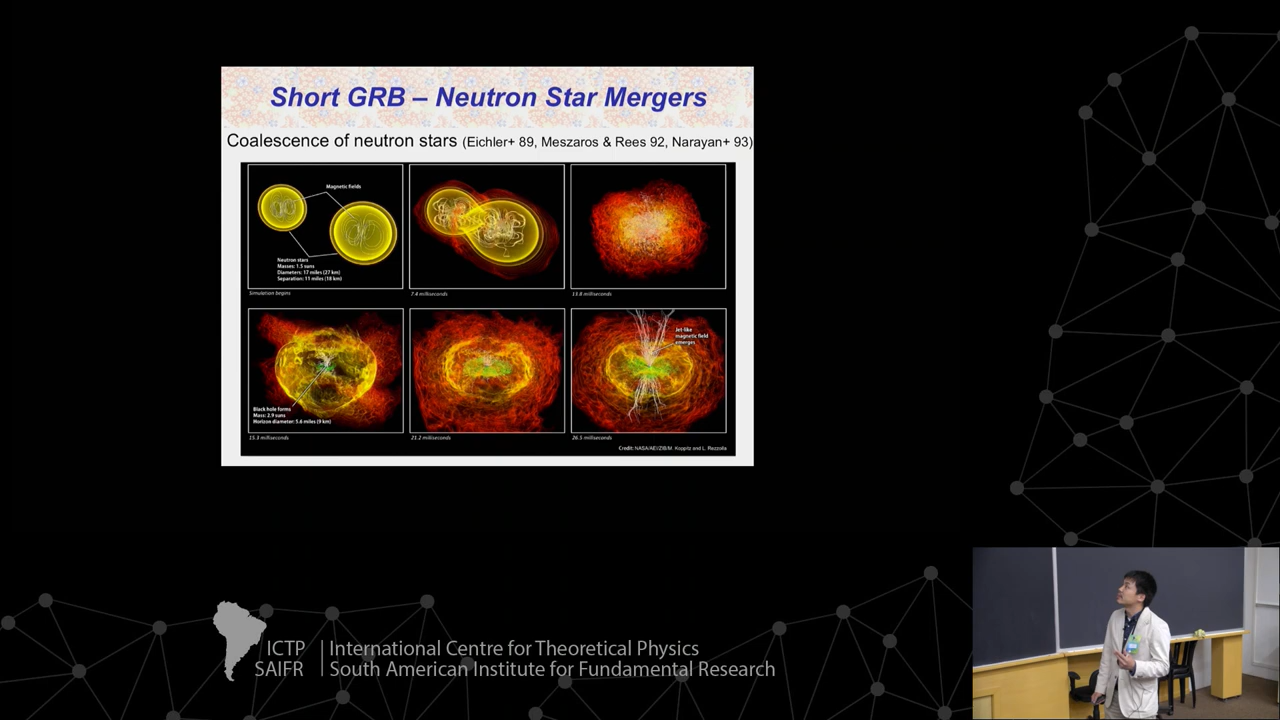 Short GRB – Neutron Star Mergers
Coalescence of neutron stars (Eichler+ 89, Meszaros & Rees 92, Narayan+ 93)
Magnetic fields
Neutron stars
Masses: 1.5 suns
Diameters: 17 miles (27 km)
Separation: 11 miles (18 km)
Simulation begins
7.4 milliseconds
13.8 milliseconds
Jet-like
magnetic field
emerges
Black hole forms
Mass: 2.9 suns
Horizon diameter: 5.6 miles (9 km)
15.3 milliseconds
21.2 milliseconds
26.5 milliseconds
Credit: NASA/AEI/ZIB/M. Koppitz and L. Rezzolla
ICTP
SAIFR
International Centre for Theoretical Physics
South American Institute for Fundamental Research